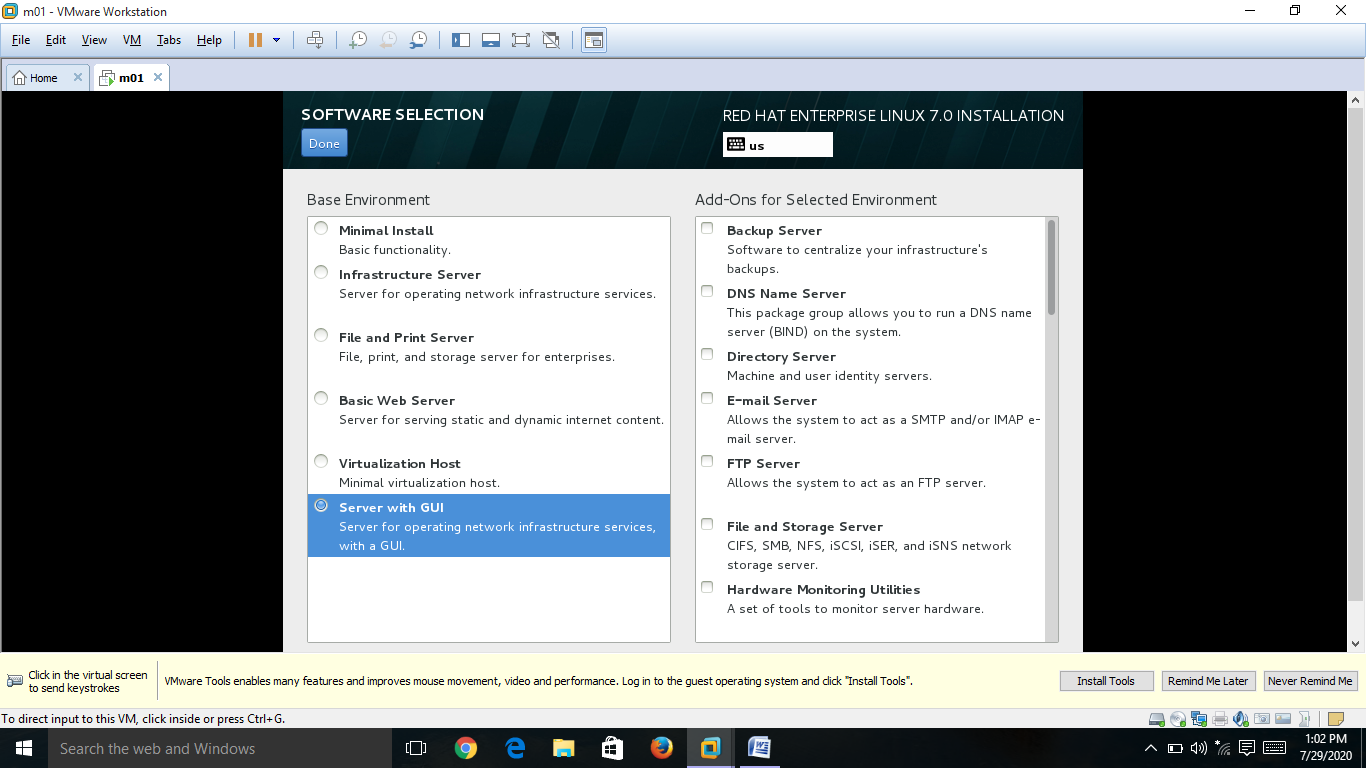 m01 - VMware Workstation
File Edit View VM Tabs Help
Home m01
SOFTWARE SELECTION
Done
RED HAT ENTERPRISE LINUX 7.0 INSTALLATION
us
Base Environment
Minimal Install
Basic functionality.
Infrastructure Server
Server for operating network infrastructure services.
File and Print Server
File, print, and storage server for enterprises.
Basic Web Server
Server for serving static and dynamic internet content.
Virtualization Host
Minimal virtualization host.
Server with GUI
Server for operating network infrastructure services,
with a GUI.
Add-Ons for Selected Environment
Backup Server
Software to centralize your infrastructure's
backups.
DNS Name Server
This package group allows you to run a DNS name
server (BIND) on the system.
Directory Server
Machine and user identity servers.
E-mail Server
Allows the system to act as a SMTP and/or IMAP e-
mail server.
FTP Server
Allows the system to act as an FTP server.
File and Storage Server
CIFS, SMB, NFS, iSCSI, iSER, and iSNS network
storage server.
Hardware Monitoring Utilities
A set of tools to monitor server hardware.
Click in the virtual screen
to send keystrokes
VMware Tools enables many features and improves mouse movement, video and performance. Log in to the guest operating system and click "Install Tools".
Install Tools Remind Me Later Never Remind Me
To direct input to this VM, click inside or press Ctrl+G.
Search the web and Windows
1:02 PM
7/29/2020